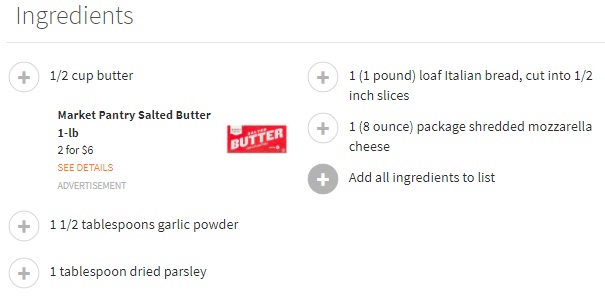 Ingredients
1/2 cup butter
Market Pantry Salted Butter
1-lb
2 for $6
SEE DETAILS
ADVERTISEMENT
BUTTER
1 1/2 tablespoons garlic powder
1 tablespoon dried parsley
1 (1 pound) loaf Italian bread, cut into 1/2
inch slices
1 (8 ounce) package shredded mozzarella
cheese
Add all ingredients to list